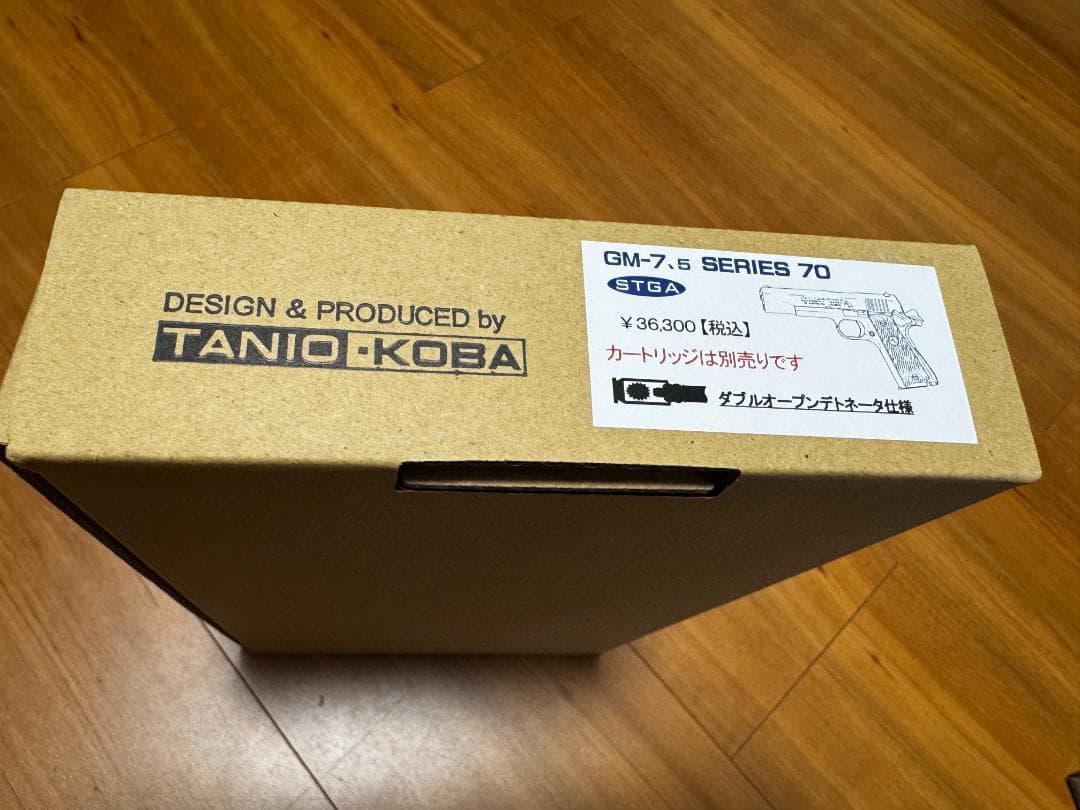 DESIGN & PRODUCED by
TANIO・KOBA
GM-7、5 SERIES 70
STGA
￥36,300【税込】
カートリッジは別売りです
ダブルオープンデトネータ仕様